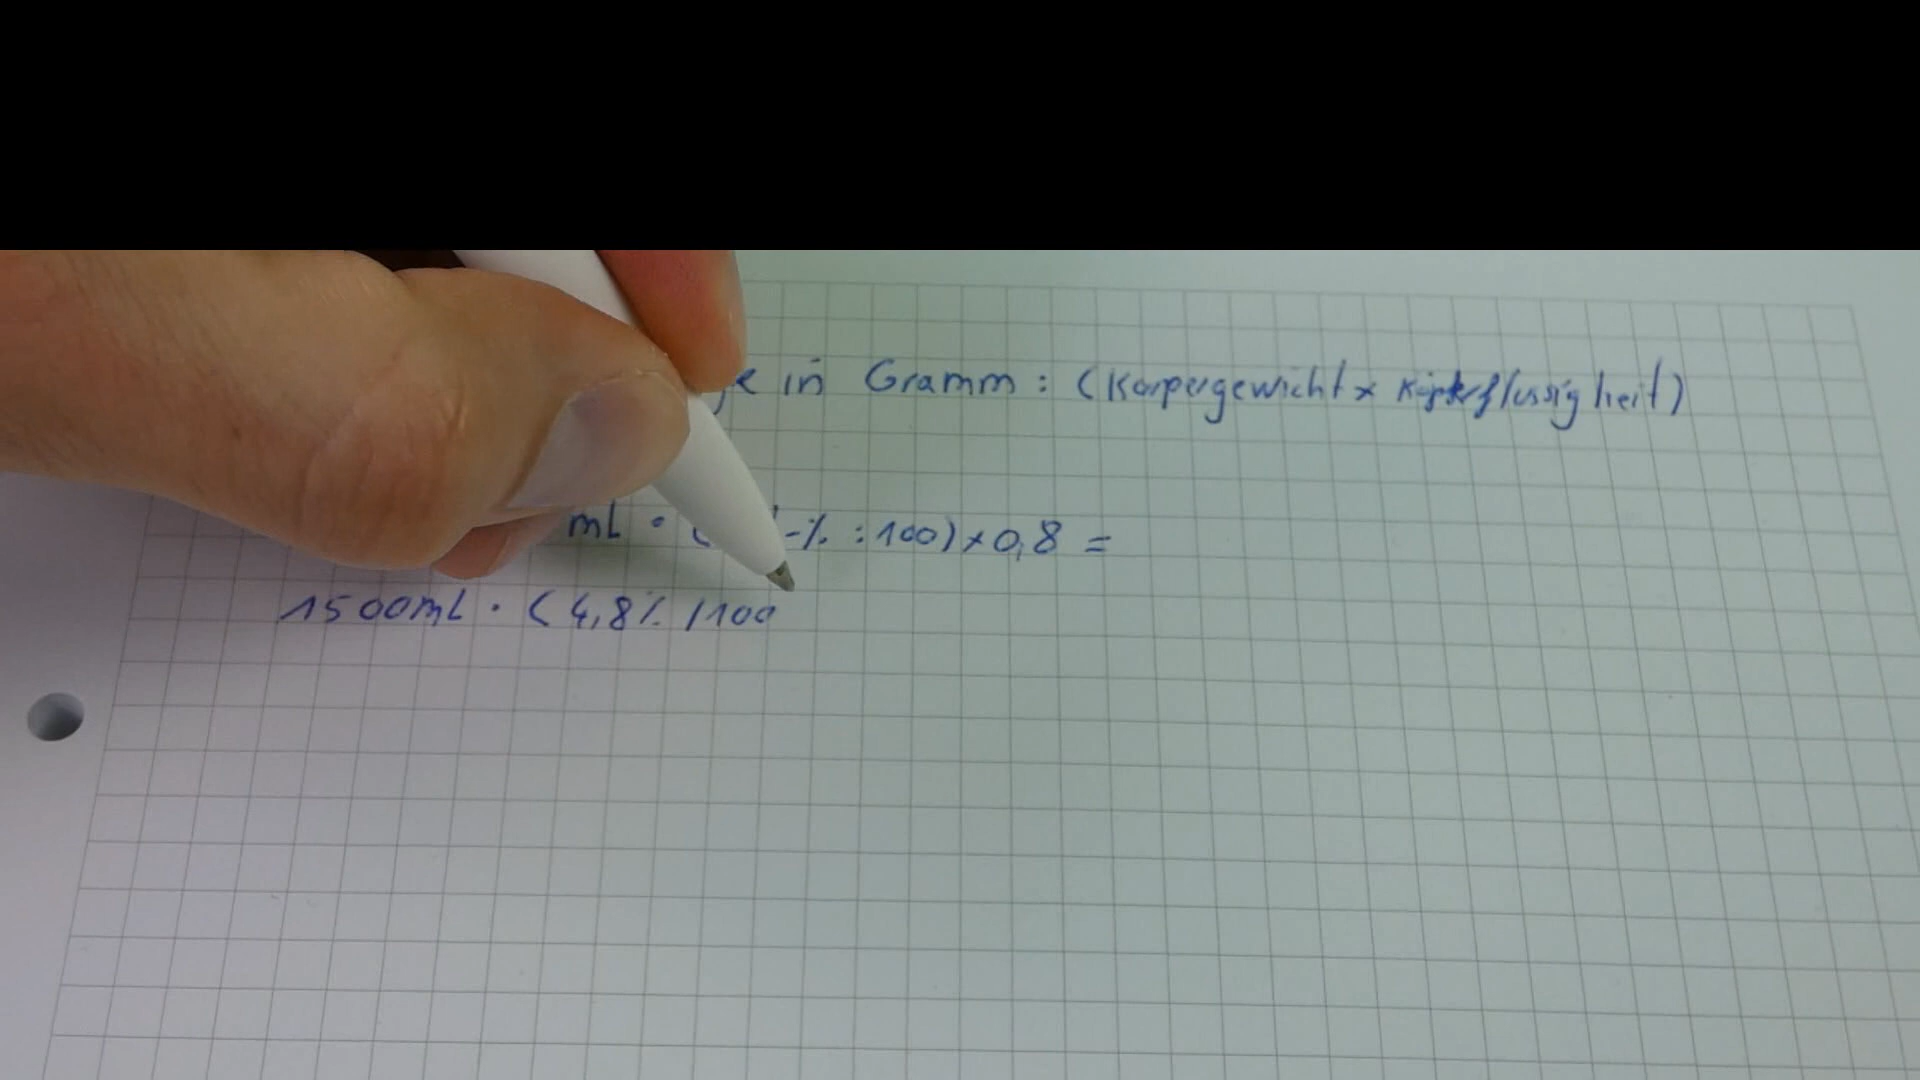 in Gramm : (Körpergewicht x Körperflüssigkeit)
mL · ( -% : 100) x 0,8 =
1500mL · ( 4,8% / 100